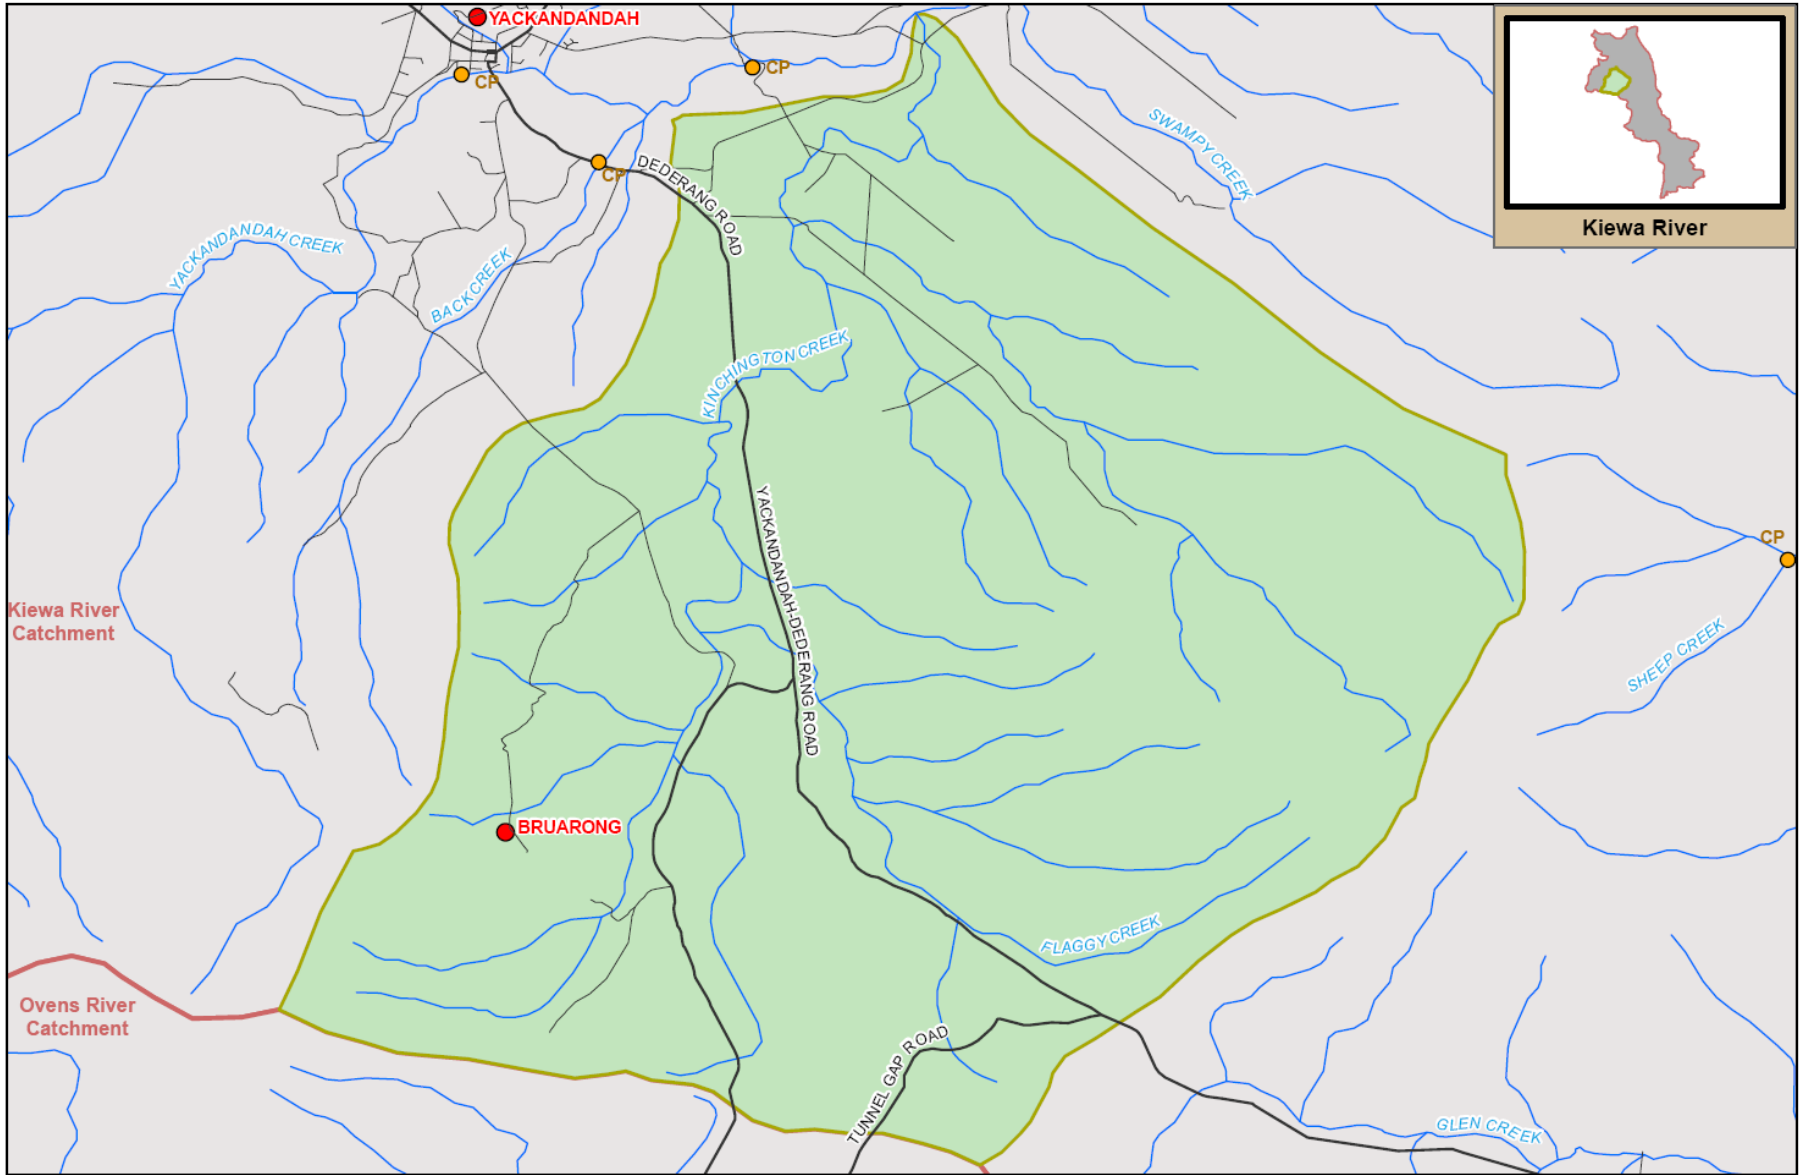 YACKANDANDAH
CP
CP
CP
DEDERANG ROAD
SWAMPY CREEK
Kiewa River
YACKANDANDAH CREEK
BACK CREEK
KINCHINGTON CREEK
YACKANDANDAH-DEDERANG ROAD
CP
Kiewa River
Catchment
SHEEP CREEK
BRUARONG
FLAGGY CREEK
Ovens River
Catchment
TUNNEL GAP ROAD
GLEN CREEK